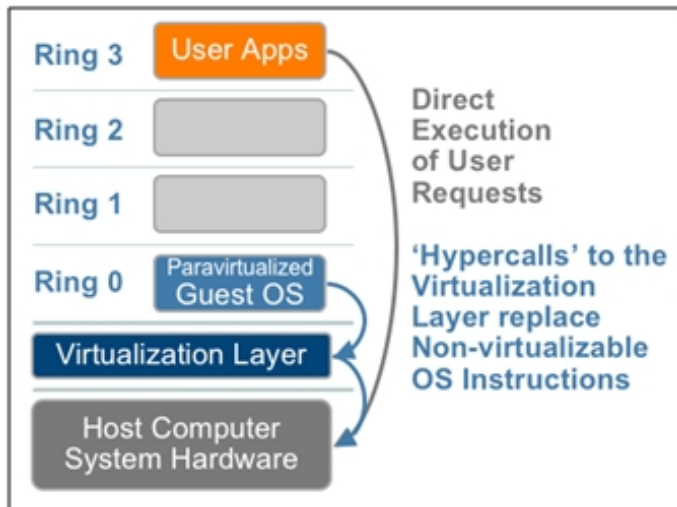 Ring 3
User Apps
Ring 2
Ring 1
Ring 0
Paravirtualized
Guest OS
Virtualization Layer
Host Computer
System Hardware
Direct
Execution
of User
Requests
‘Hypercalls’ to the
Virtualization
Layer replace
Non-virtualizable
OS Instructions